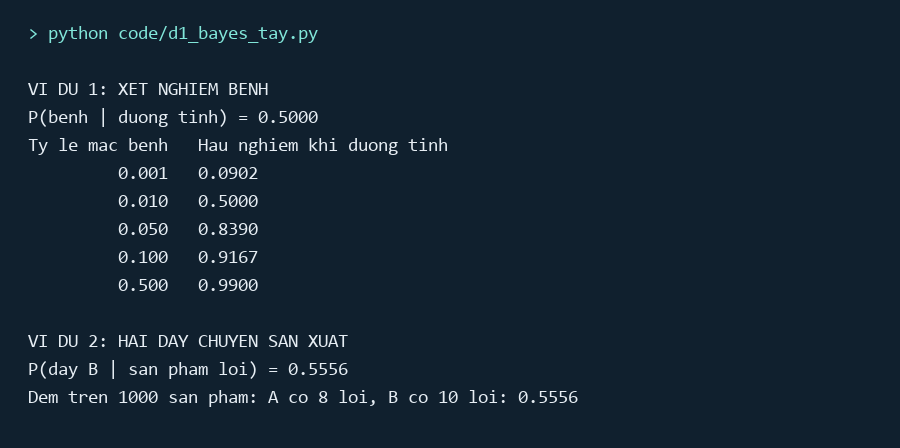 > python code/d1_bayes_tay.py
VI DU 1: XET NGHIEM BENH
P(benh | duong tinh) = 0.5000
Ty le mac benh   Hau nghiem khi duong tinh
0.001   0.0902
0.010   0.5000
0.050   0.8390
0.100   0.9167
0.500   0.9900
VI DU 2: HAI DAY CHUYEN SAN XUAT
P(day B | san pham loi) = 0.5556
Dem tren 1000 san pham: A co 8 loi, B co 10 loi: 0.5556